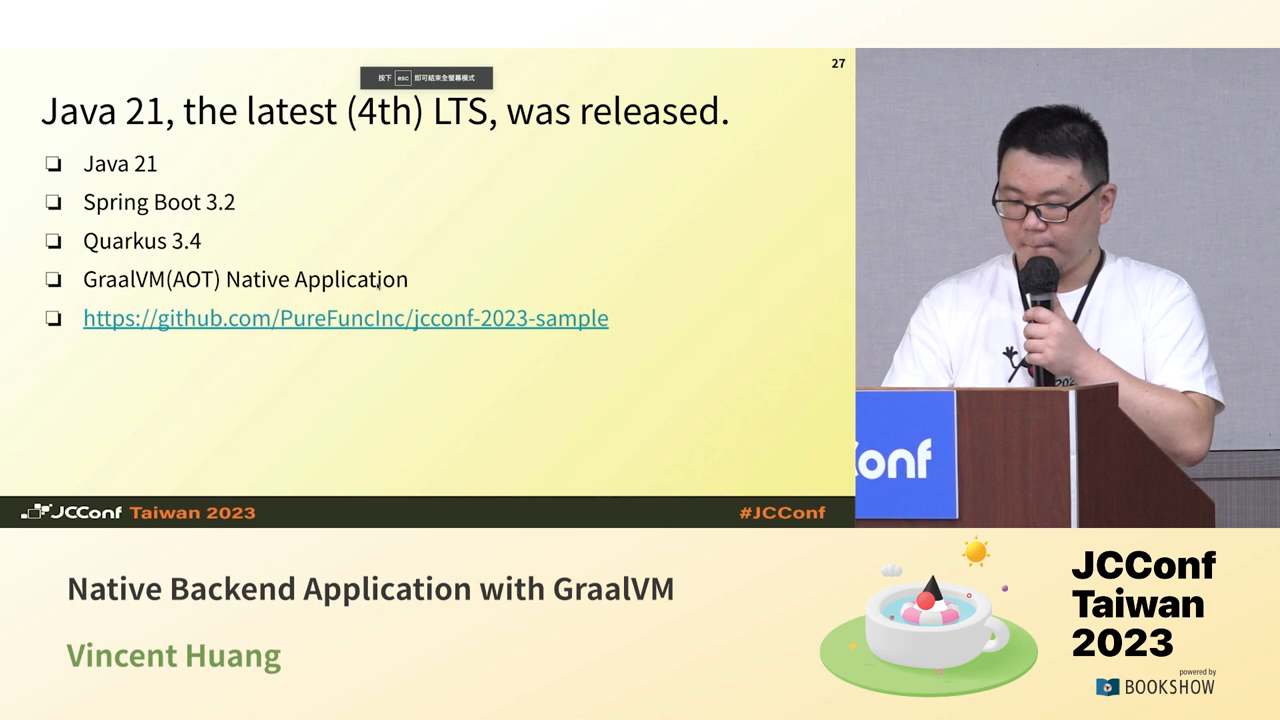 27
按下 esc 即可結束全螢幕模式
Java 21, the latest (4th) LTS, was released.
Java 21
Spring Boot 3.2
Quarkus 3.4
GraalVM(AOT) Native Application
https://github.com/PureFuncInc/jcconf-2023-sample
JCConf Taiwan 2023
#JCConf
Conf
202
Native Backend Application with GraalVM
Vincent Huang
JCConf
Taiwan
2023
powered by
BOOKSHOW